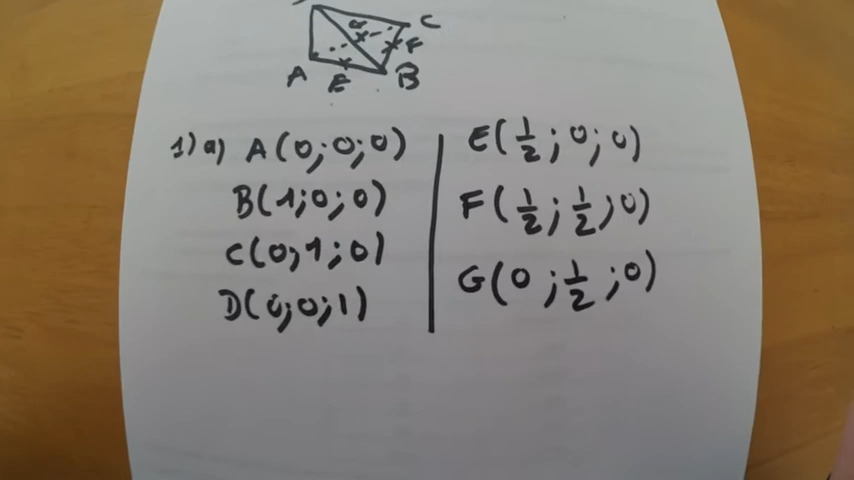 G C
F
A E B
1) a) A(0;0;0)
B(1;0;0)
C(0;1;0)
D(0;0;1)
E(1/2;0;0)
F(1/2;1/2;0)
G(0;1/2;0)